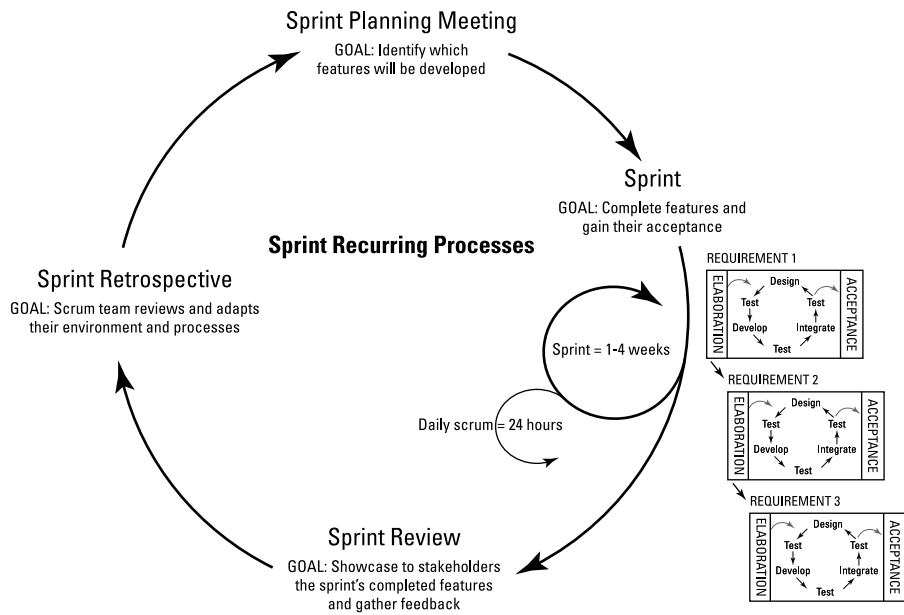 Sprint Planning Meeting
GOAL: Identify which
features will be developed
Sprint
GOAL: Complete features and
gain their acceptance
Sprint Recurring Processes
Sprint Retrospective
GOAL: Scrum team reviews and adapts
their environment and processes
Sprint = 1-4 weeks
Daily scrum = 24 hours
Sprint Review
GOAL: Showcase to stakeholders
the sprint's completed features
and gather feedback
REQUIREMENT 1
ELABORATION
Design
Test
Test
Develop
Integrate
Test
ACCEPTANCE
REQUIREMENT 2
ELABORATION
Design
Test
Test
Develop
Integrate
Test
ACCEPTANCE
REQUIREMENT 3
ELABORATION
Design
Test
Test
Develop
Integrate
Test
ACCEPTANCE